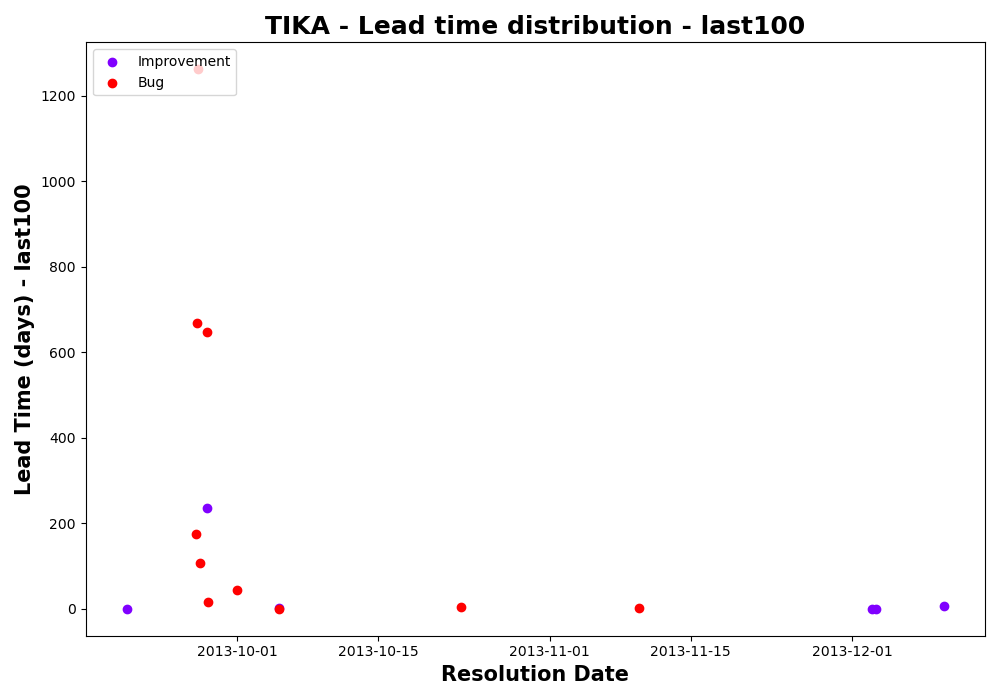 TIKA - Lead time distribution - last100
Improvement
Bug
Lead Time (days) - last100
1200
1000
800
600
400
200
0
2013-10-01
2013-10-15
2013-11-01
2013-11-15
2013-12-01
Resolution Date